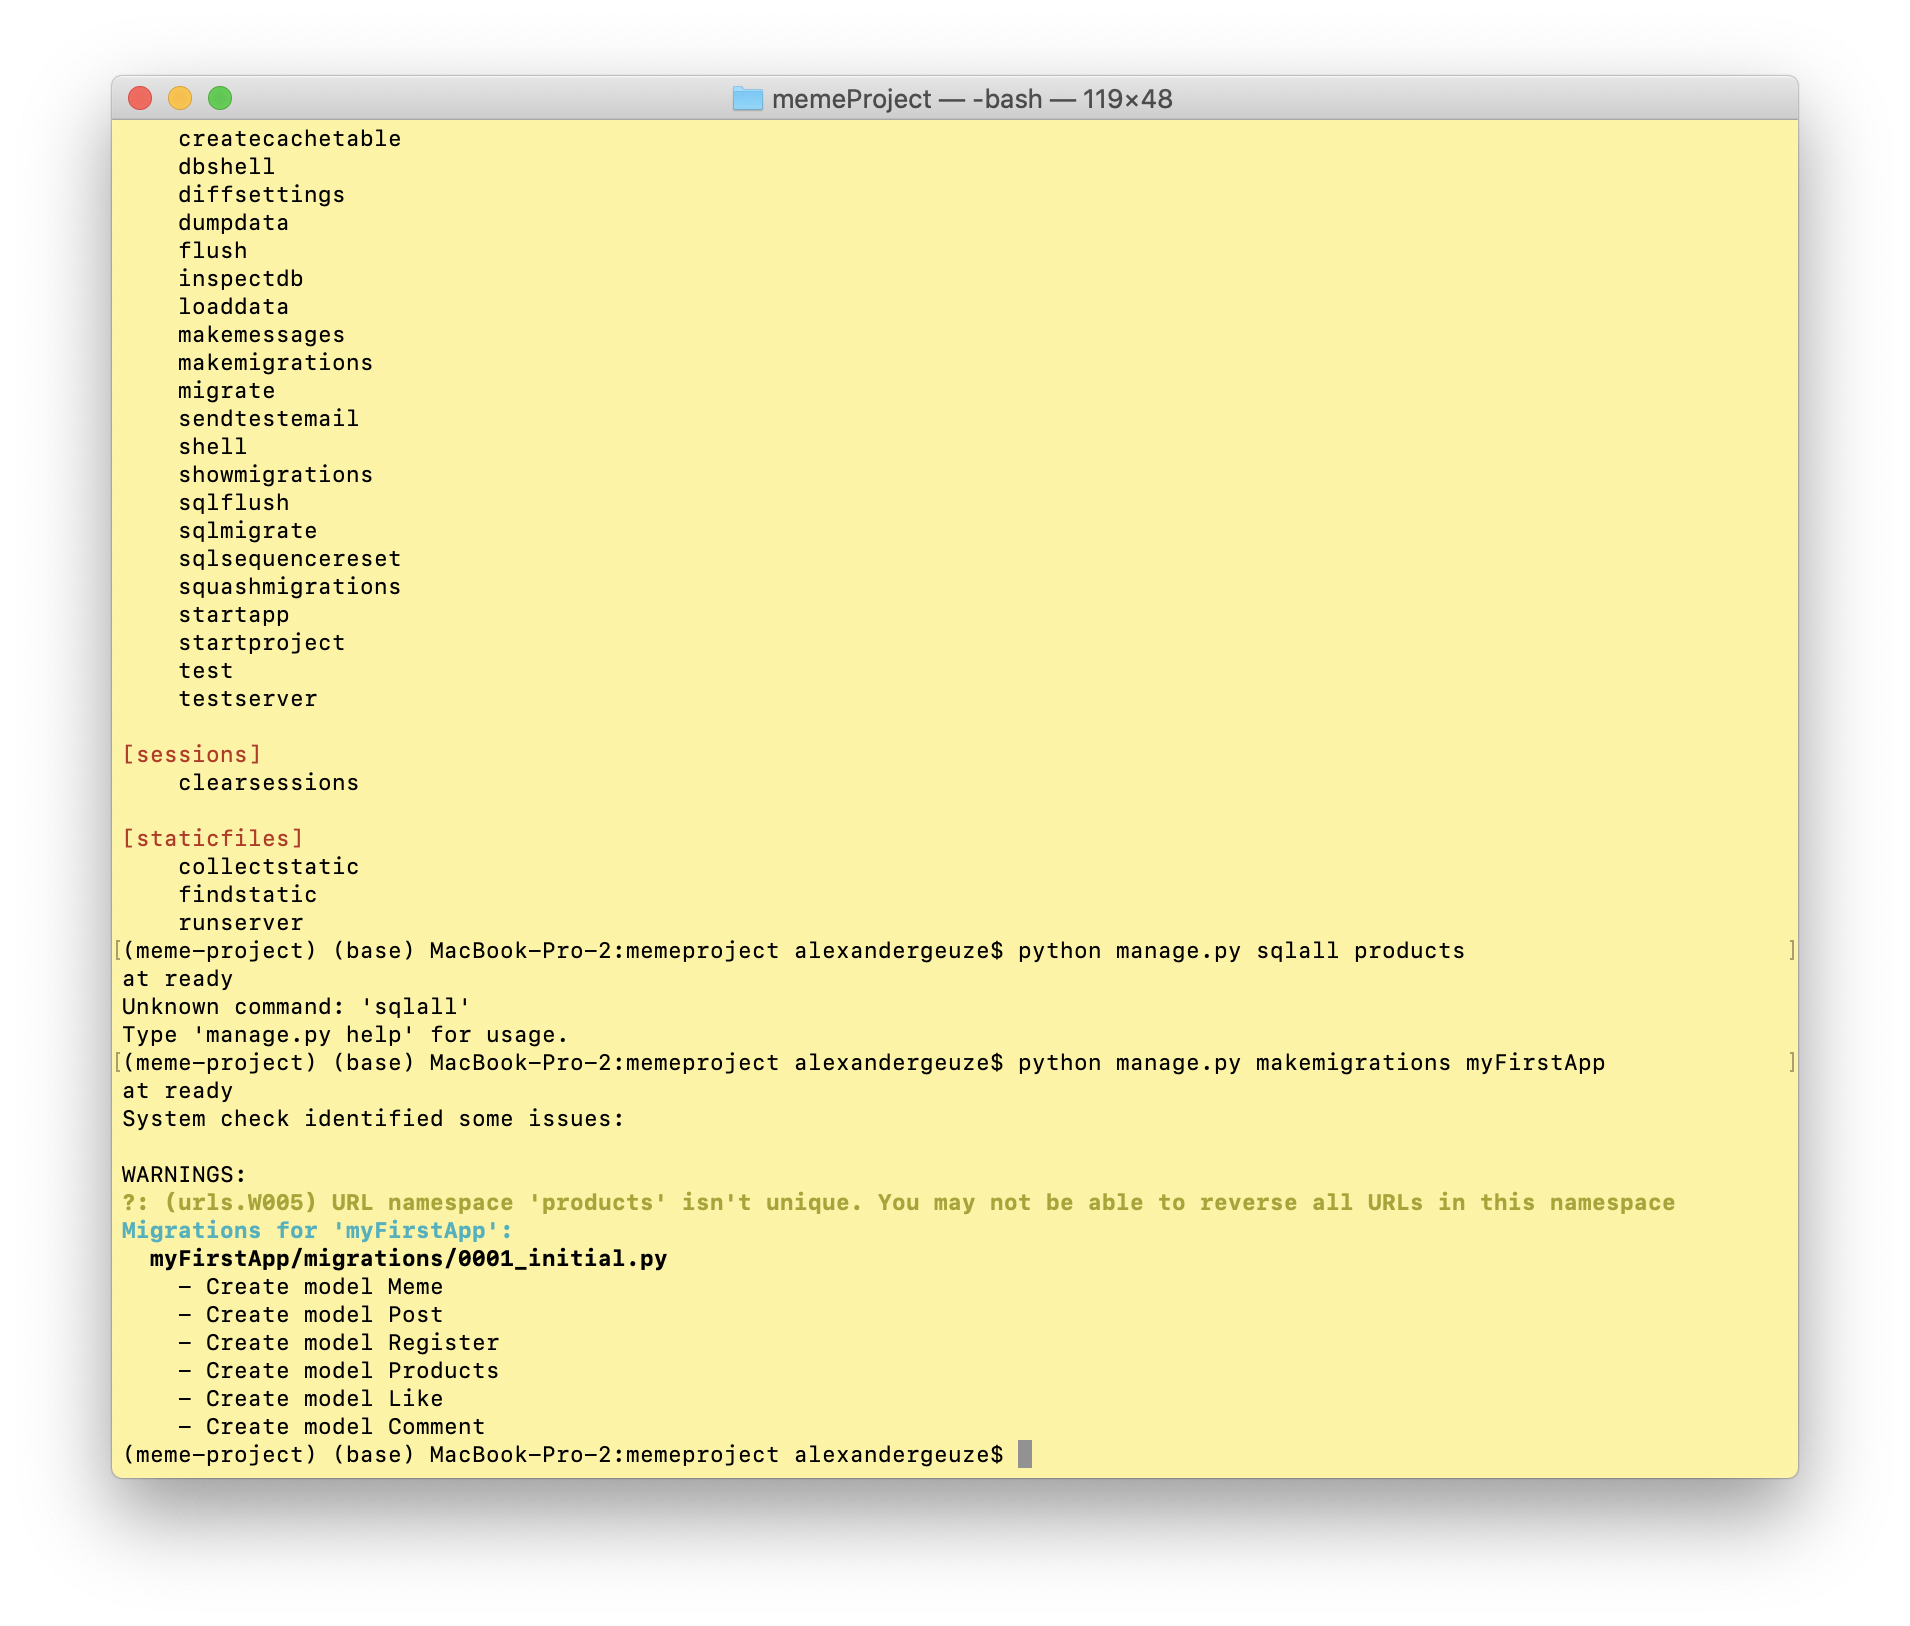 memeProject — -bash — 119×48
createcachetable
dbshell
diffsettings
dumpdata
flush
inspectdb
loaddata
makemessages
makemigrations
migrate
sendtestemail
shell
showmigrations
sqlflush
sqlmigrate
sqlsequencereset
squashmigrations
startapp
startproject
test
testserver
[sessions]
clearsessions
[staticfiles]
collectstatic
findstatic
runserver
[(meme-project) (base) MacBook-Pro-2:memeproject alexandergeuze$ python manage.py sqlall products ]
at ready
Unknown command: 'sqlall'
Type 'manage.py help' for usage.
[(meme-project) (base) MacBook-Pro-2:memeproject alexandergeuze$ python manage.py makemigrations myFirstApp ]
at ready
System check identified some issues:
WARNINGS:
?: (urls.W005) URL namespace 'products' isn't unique. You may not be able to reverse all URLs in this namespace
Migrations for 'myFirstApp':
myFirstApp/migrations/0001_initial.py
- Create model Meme
- Create model Post
- Create model Register
- Create model Products
- Create model Like
- Create model Comment
(meme-project) (base) MacBook-Pro-2:memeproject alexandergeuze$